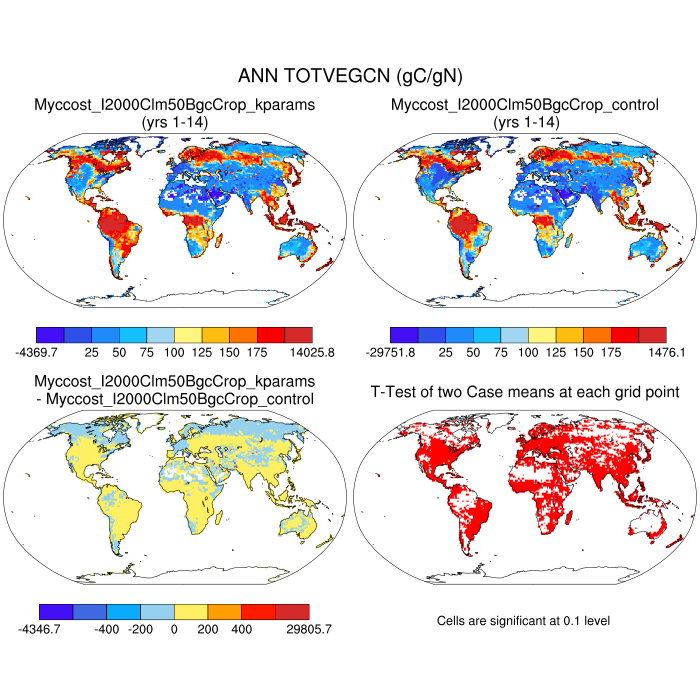 ANN TOTVEGCN (gC/gN)
Myccost_I2000Clm50BgcCrop_kparams
(yrs 1-14)
Myccost_I2000Clm50BgcCrop_control
(yrs 1-14)
-4369.7 25 50 75 100 125 150 175 14025.8
-29751.8 25 50 75 100 125 150 175 1476.1
Myccost_I2000Clm50BgcCrop_kparams
- Myccost_I2000Clm50BgcCrop_control
T-Test of two Case means at each grid point
-4346.7 -400 -200 0 200 400 29805.7
Cells are significant at 0.1 level